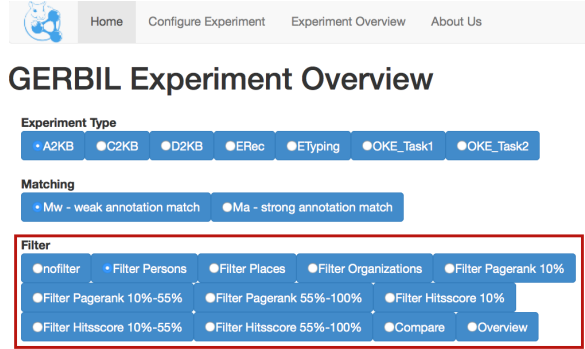 Home Configure Experiment Experiment Overview About Us
GERBIL Experiment Overview
Experiment Type
A2KB C2KB D2KB ERec ETyping OKE_Task1 OKE_Task2
Matching
Mw - weak annotation match Ma - strong annotation match
Filter
nofilter Filter Persons Filter Places Filter Organizations Filter Pagerank 10%
Filter Pagerank 10%-55% Filter Pagerank 55%-100% Filter Hitsscore 10%
Filter Hitsscore 10%-55% Filter Hitsscore 55%-100% Compare Overview